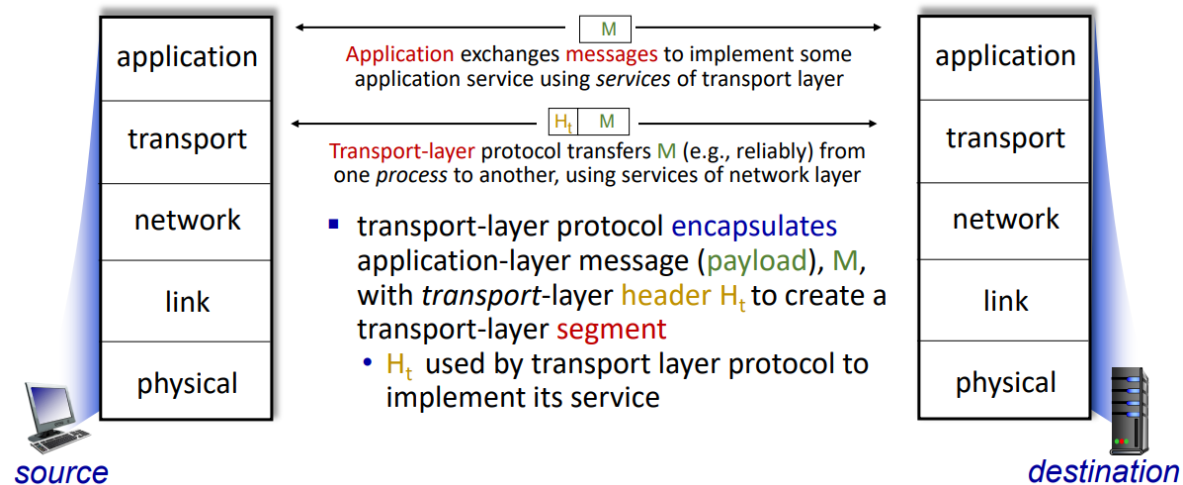 M
Application exchanges messages to implement some
application service using services of transport layer
H_t M
Transport-layer protocol transfers M (e.g., reliably) from
one process to another, using services of network layer
▪ transport-layer protocol encapsulates
application-layer message (payload), M,
with transport-layer header H_t to create a
transport-layer segment
• H_t used by transport layer protocol to
implement its service
application
transport
network
link
physical
source
application
transport
network
link
physical
destination